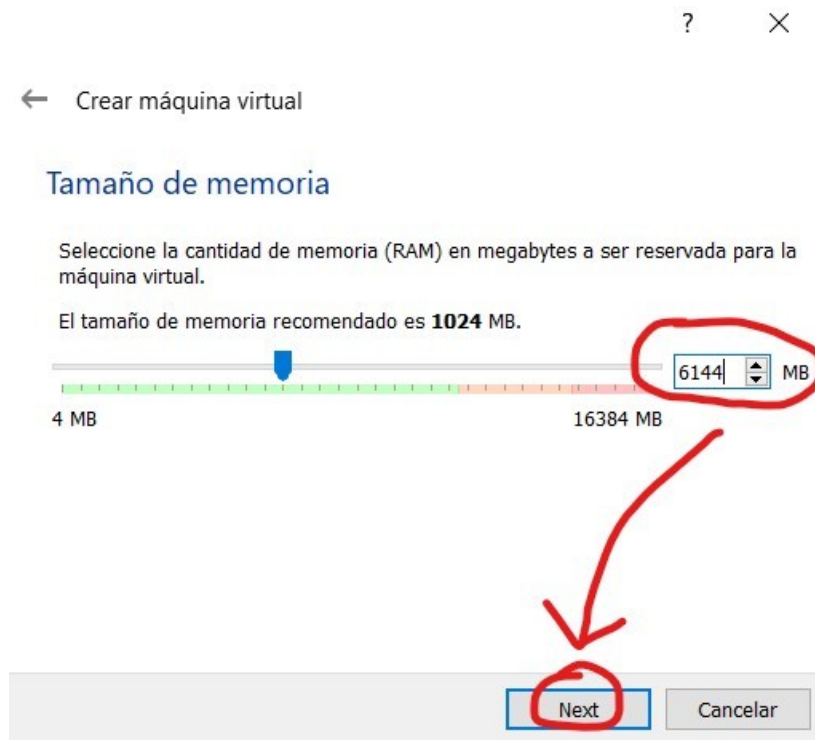 ?
← Crear máquina virtual
Tamaño de memoria
Seleccione la cantidad de memoria (RAM) en megabytes a ser reservada para la
máquina virtual.
El tamaño de memoria recomendado es 1024 MB.
6144 MB
4 MB 16384 MB
Next Cancelar